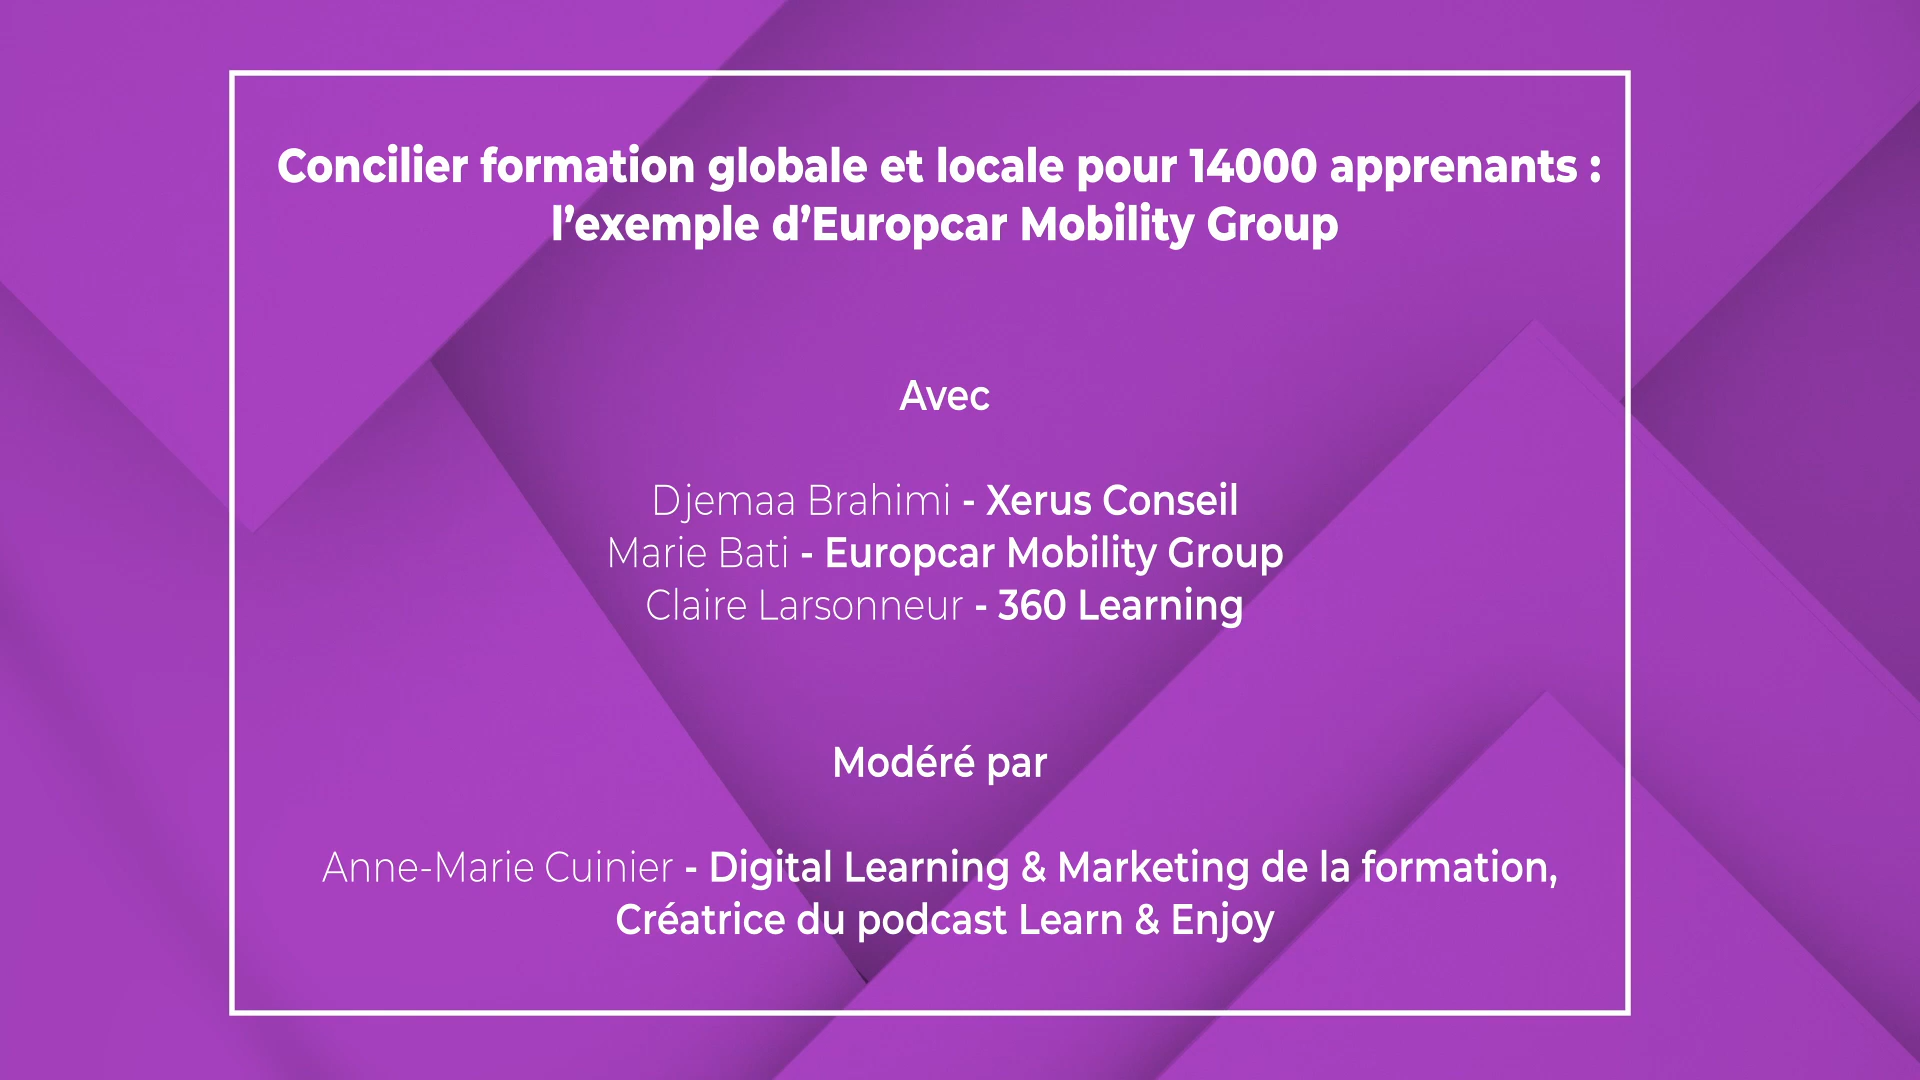 Concilier formation globale et locale pour 14000 apprenants :
l’exemple d’Europcar Mobility Group
Avec
Djemaa Brahimi - Xerus Conseil
Marie Bati - Europcar Mobility Group
Claire Larsonneur - 360 Learning
Modéré par
Anne-Marie Cuinier - Digital Learning & Marketing de la formation,
Créatrice du podcast Learn & Enjoy